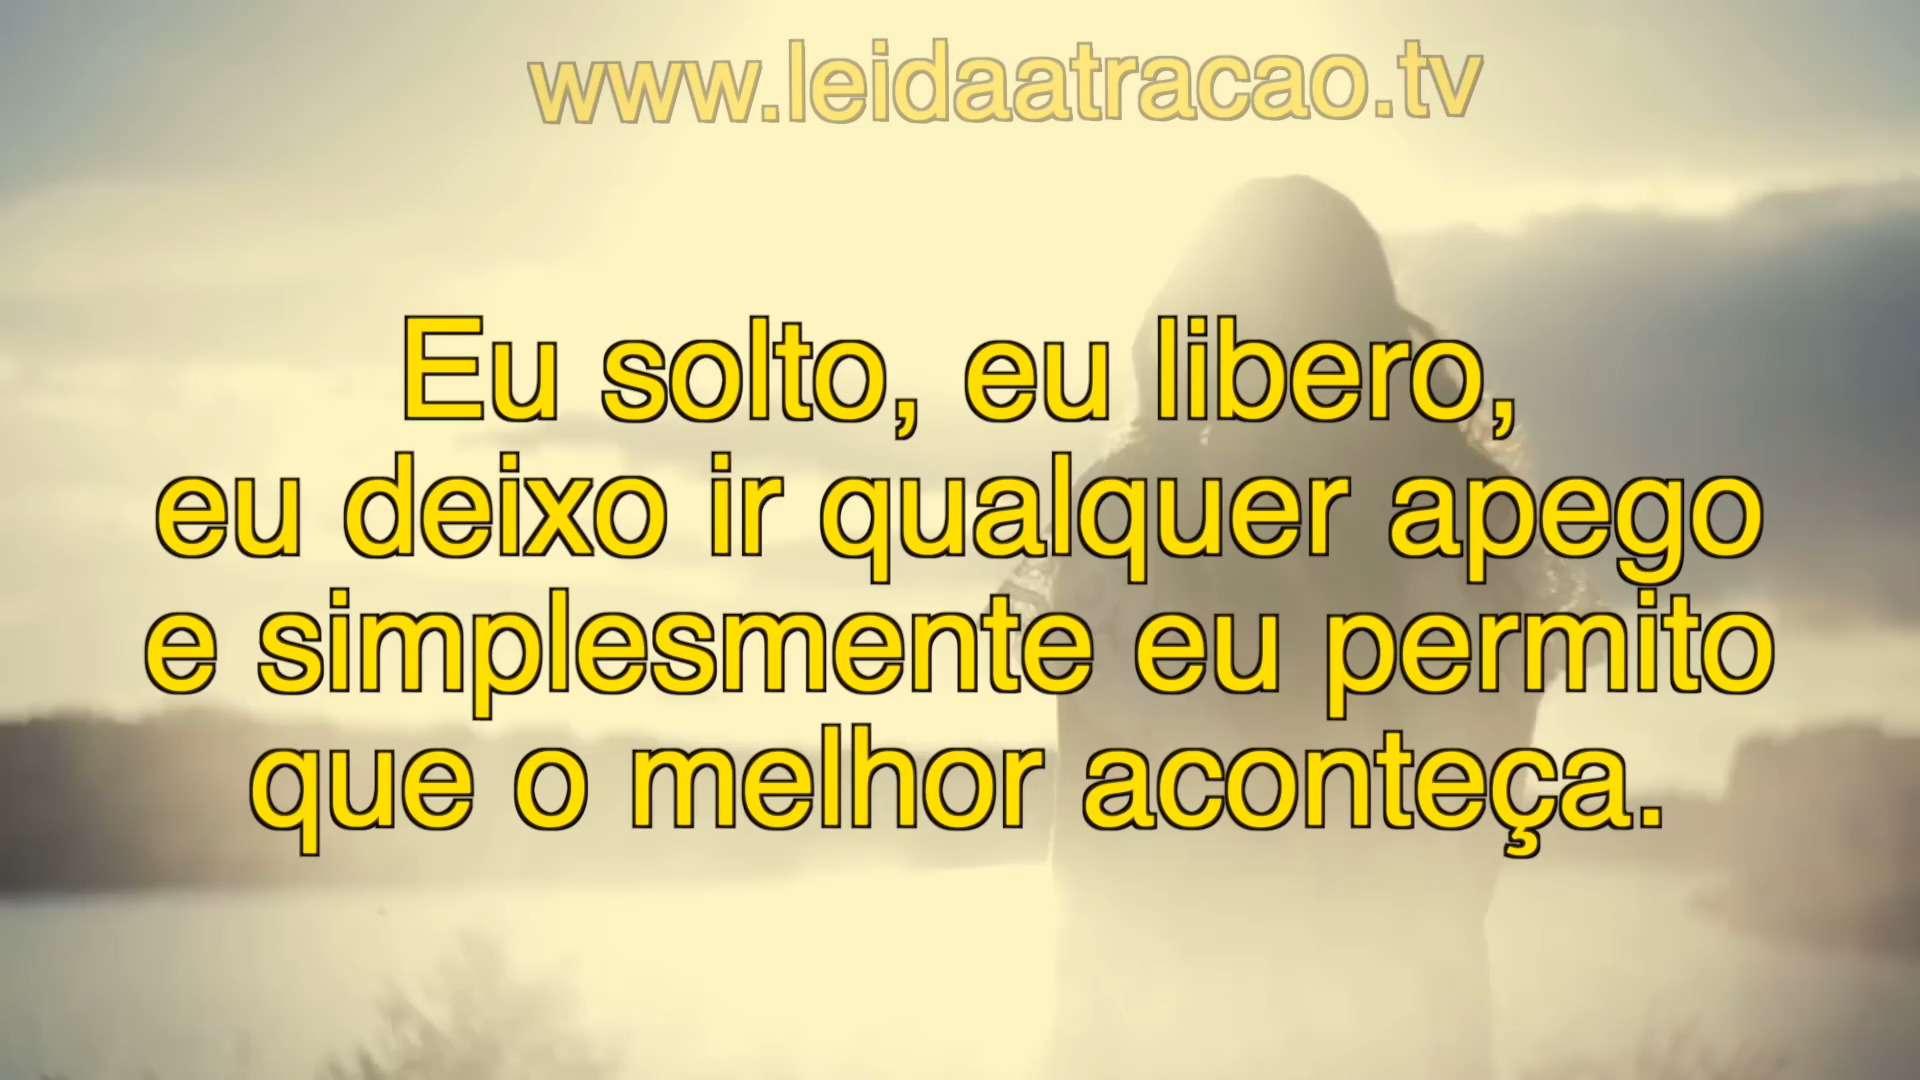 www.leidaatracao.tv
Eu solto, eu libero,
eu deixo ir qualquer apego
e simplesmente eu permito
que o melhor aconteça.